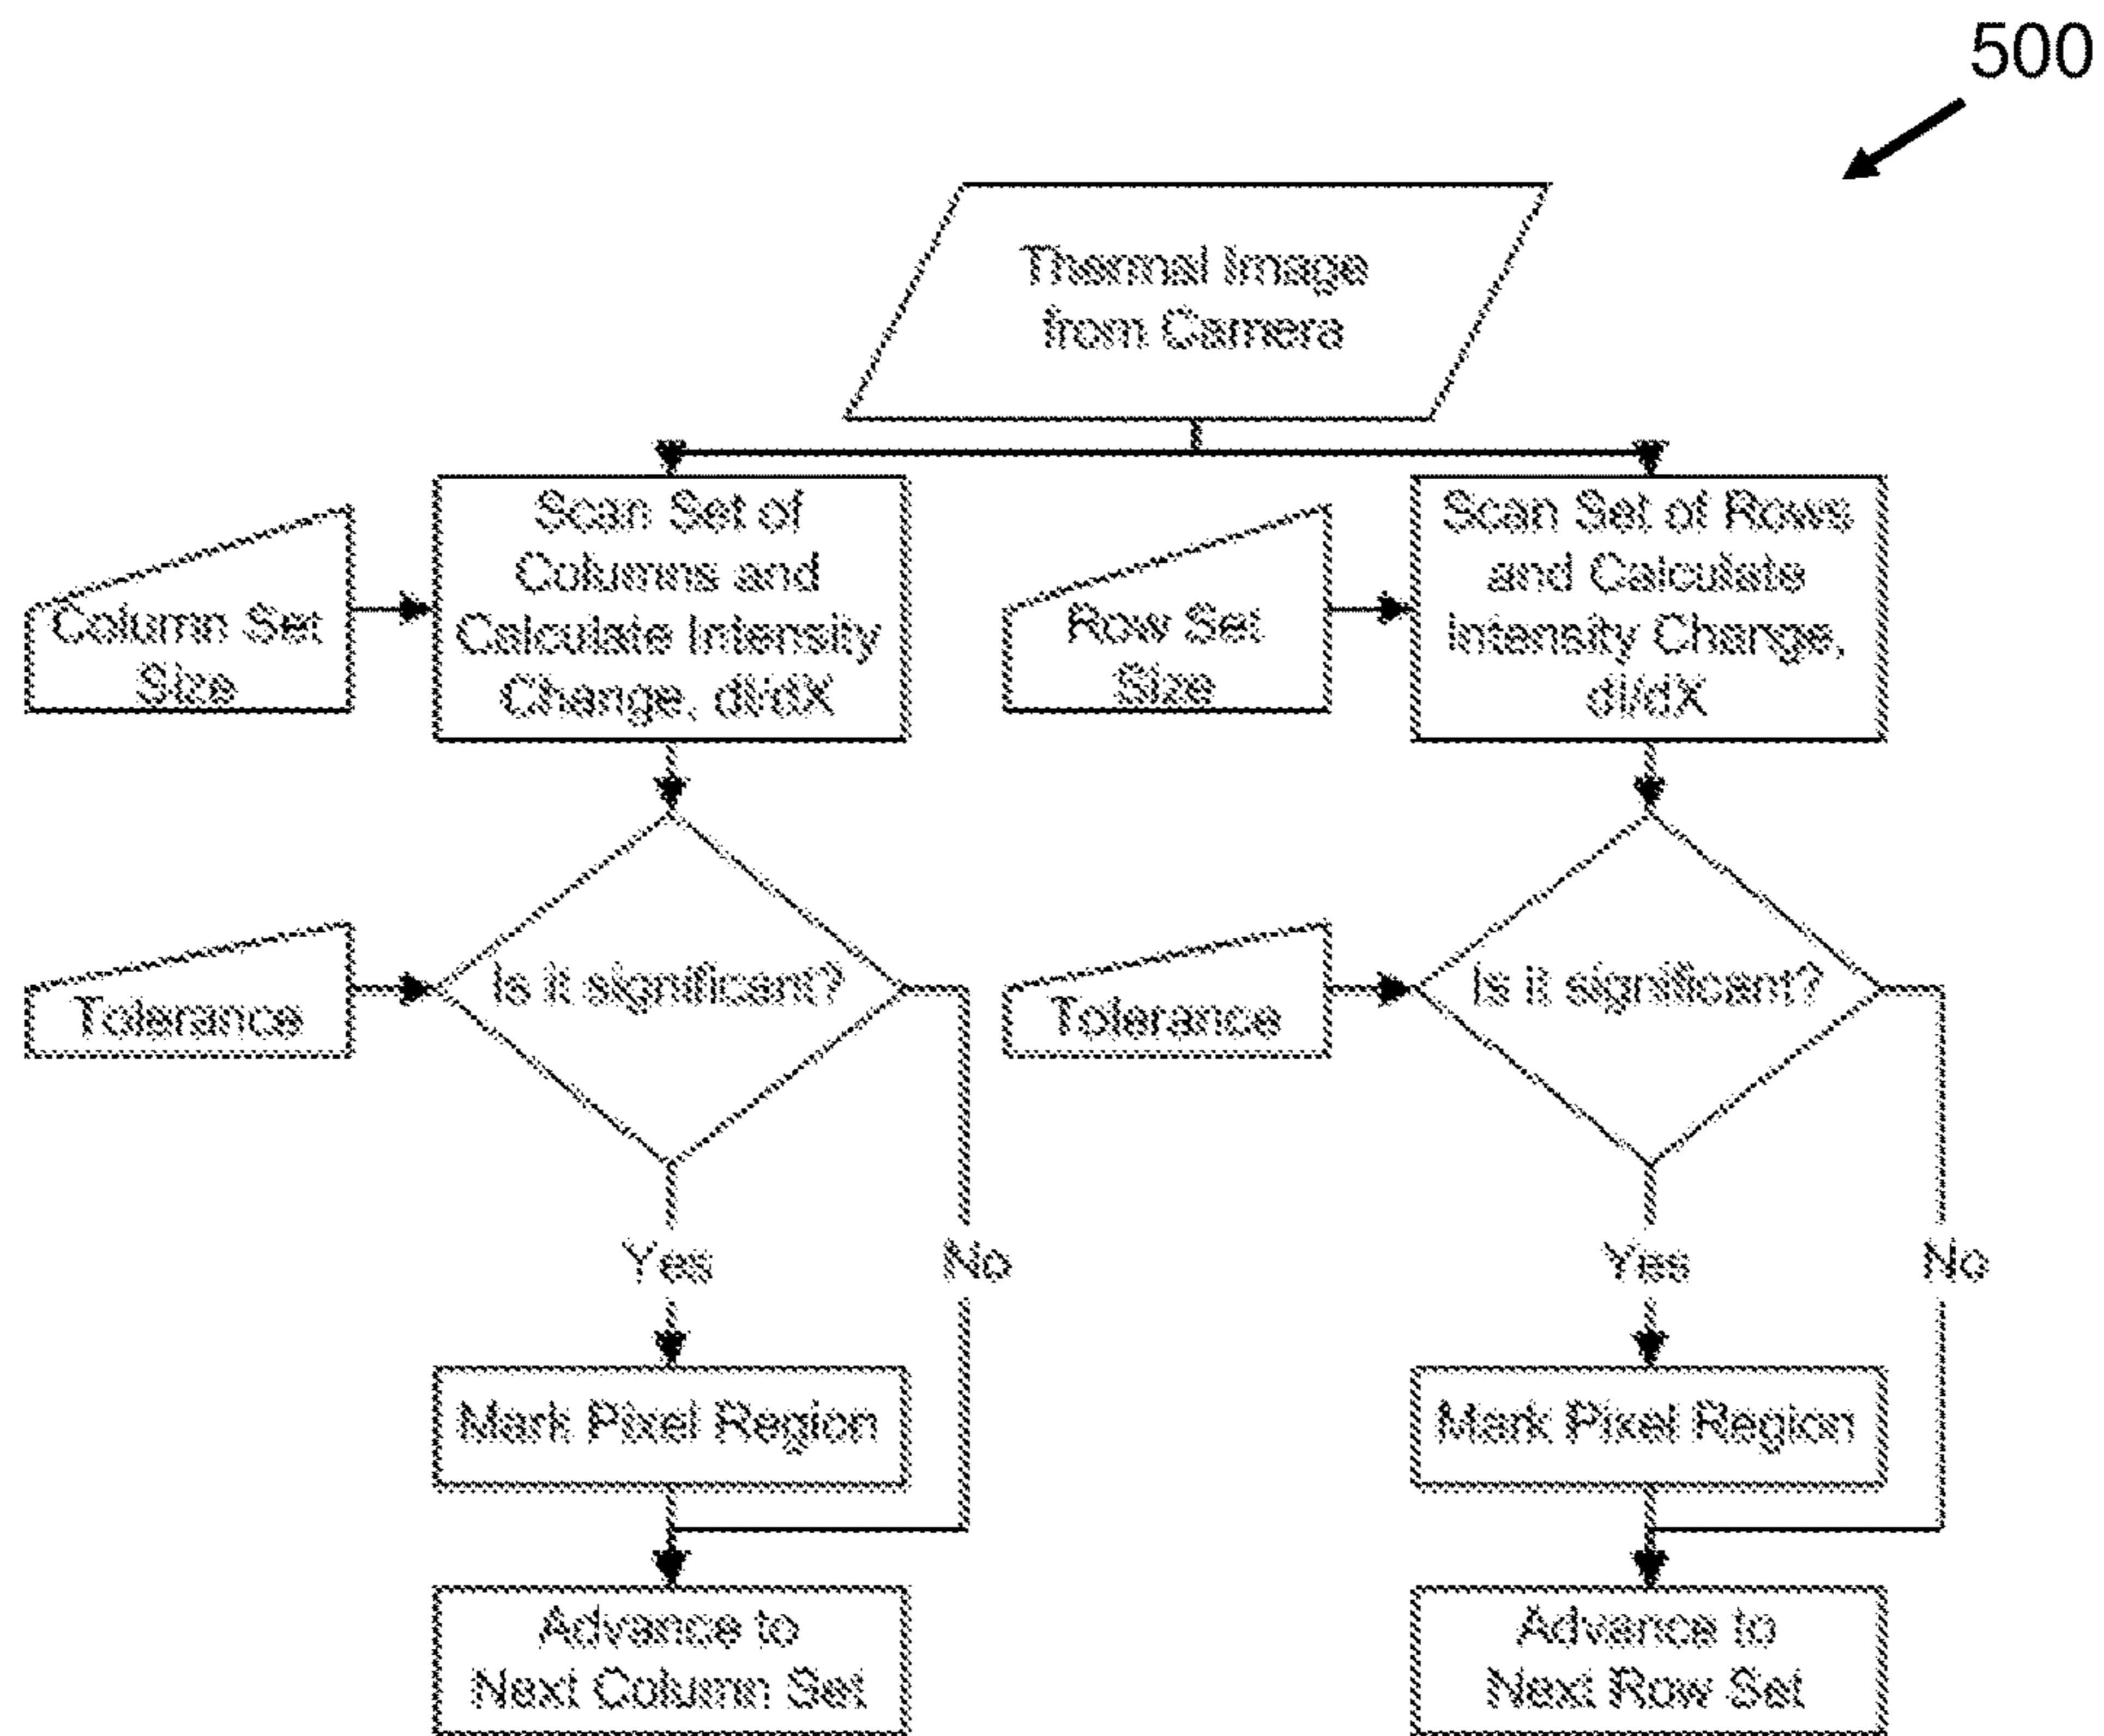 500
Thermal Image
from Camera
Column Set
Size
Scan Set of
Columns and
Calculate Intensity
Change, dI/dX
Row Set
Size
Scan Set of Rows
and Calculate
Intensity Change,
dI/dX
Tolerance
Is it significant?
Tolerance
Is it significant?
Yes
No
Yes
No
Mark Pixel Region
Mark Pixel Region
Advance to
Next Column Set
Advance to
Next Row Set